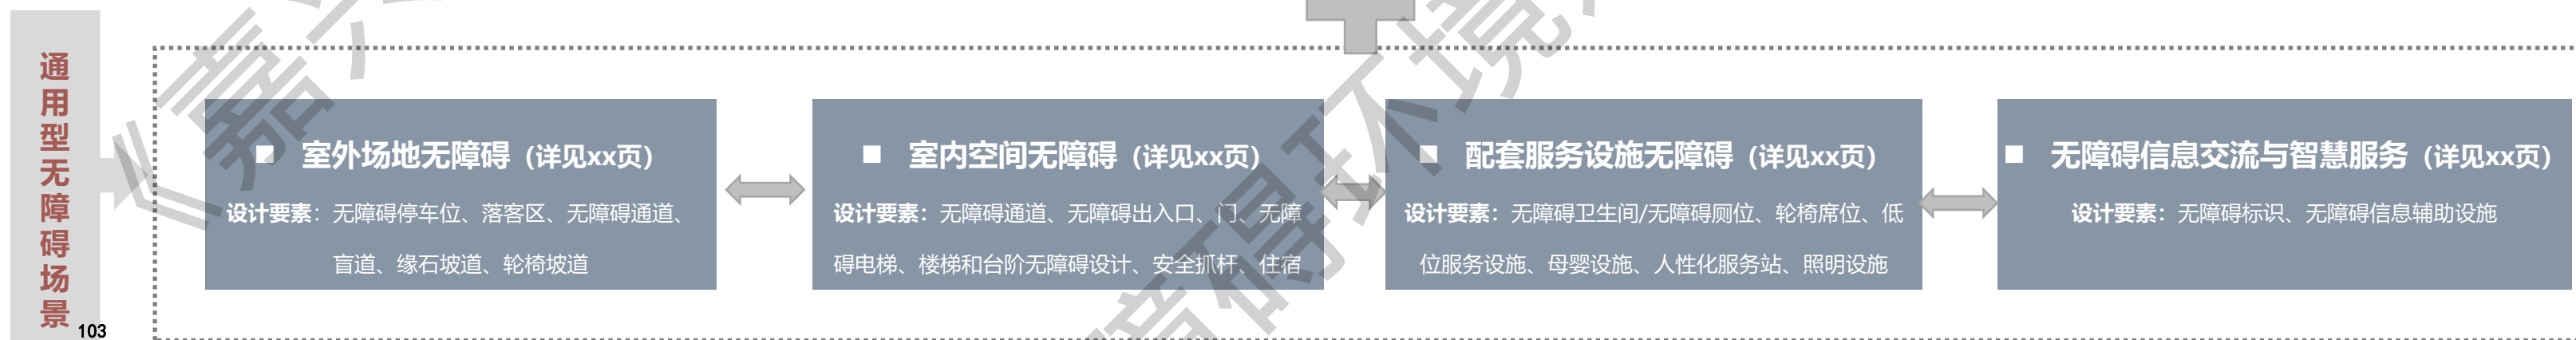 通用型无障碍场景
■ 室外场地无障碍（详见xx页）
设计要素：无障碍停车位、落客区、无障碍通道、
盲道、缘石坡道、轮椅坡道
■ 室内空间无障碍（详见xx页）
设计要素：无障碍通道、无障碍出入口、门、无障
碍电梯、楼梯和台阶无障碍设计、安全抓杆、住宿
■ 配套服务设施无障碍（详见xx页）
设计要素：无障碍卫生间/无障碍厕位、轮椅席位、低
位服务设施、母婴设施、人性化服务站、照明设施
■ 无障碍信息交流与智慧服务（详见xx页）
设计要素：无障碍标识、无障碍信息辅助设施
103
《嘉兴
障碍环境